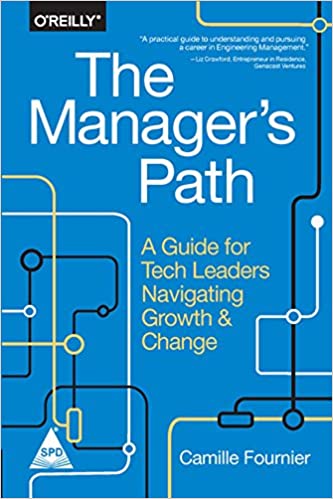 O'REILLY®
"A practical guide to understanding and pursuing
a career in Engineering Management."
—Liz Crawford, Entrepreneur in Residence,
Genacast Ventures
The
Manager's
Path
A Guide for
Tech Leaders
Navigating
Growth &
Change
SPD
Camille Fournier